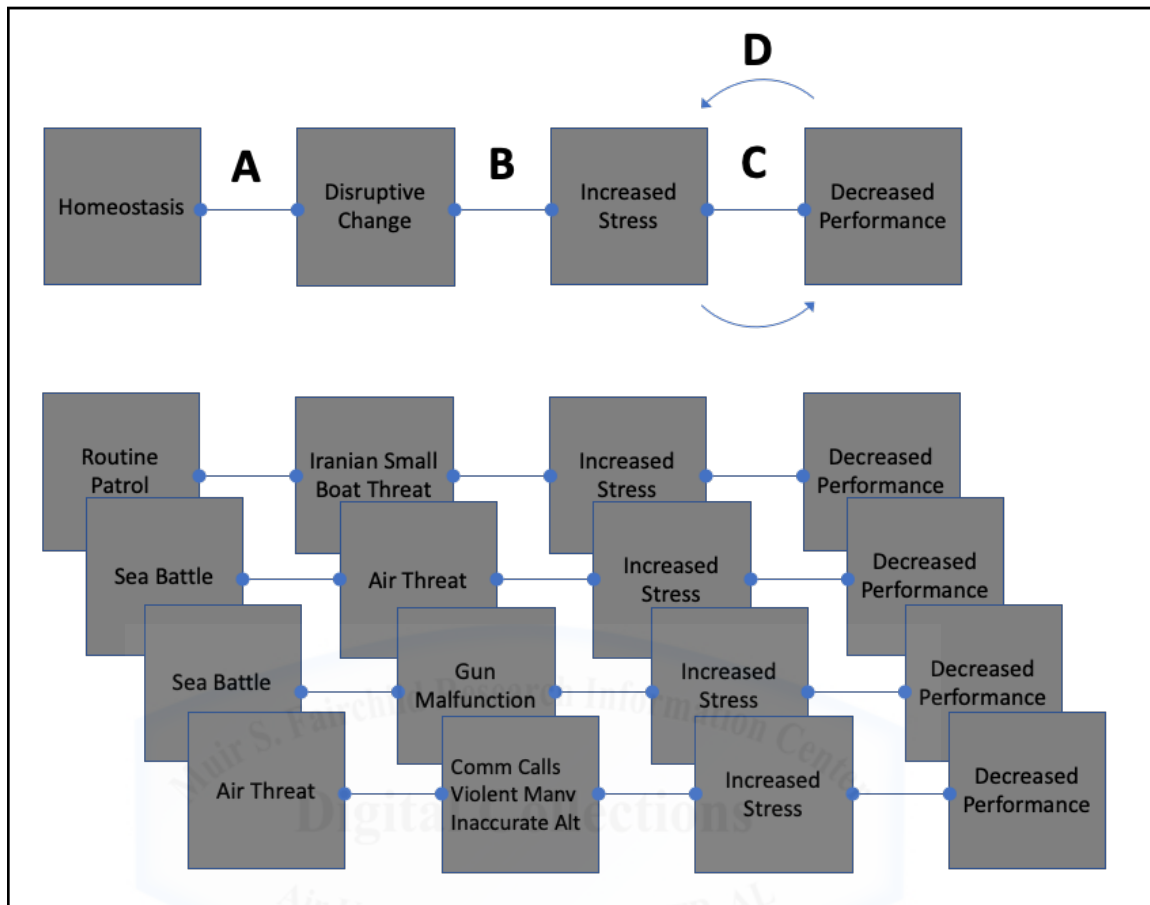 D
A
B
C
Homeostasis
Disruptive
Change
Increased
Stress
Decreased
Performance
Routine
Patrol
Iranian Small
Boat Threat
Increased
Stress
Decreased
Performance
Sea Battle
Air Threat
Increased
Stress
Decreased
Performance
Sea Battle
Gun
Malfunction
Increased
Stress
Decreased
Performance
Air Threat
Comm Calls
Violent Manv
Inaccurate Alt
Increased
Stress
Decreased
Performance
Muir S. Fairchild Research Information Center
Digital Collections